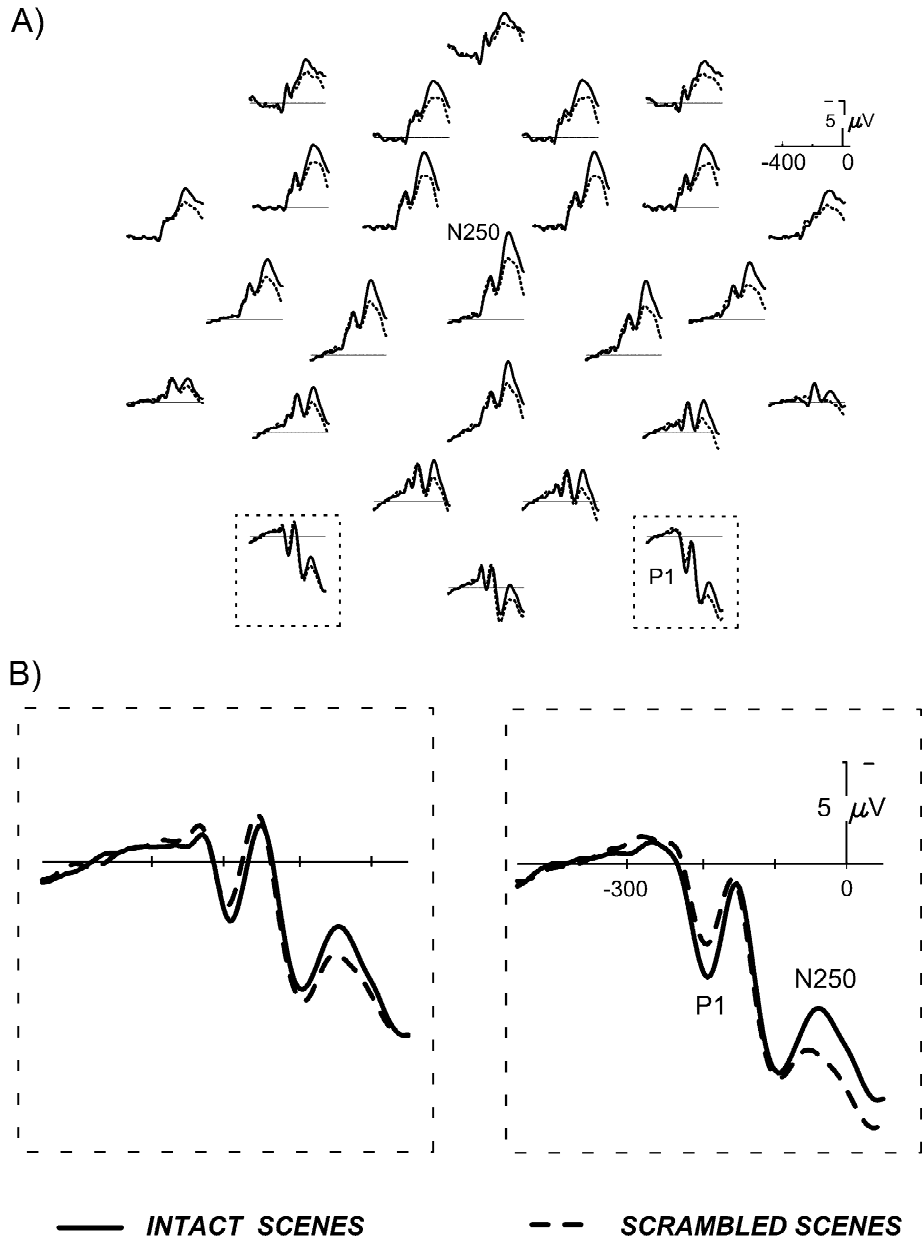 A)
5 μV
-400 0
N250
P1
B)
5 μV
-300 0
P1
N250
INTACT SCENES
SCRAMBLED SCENES